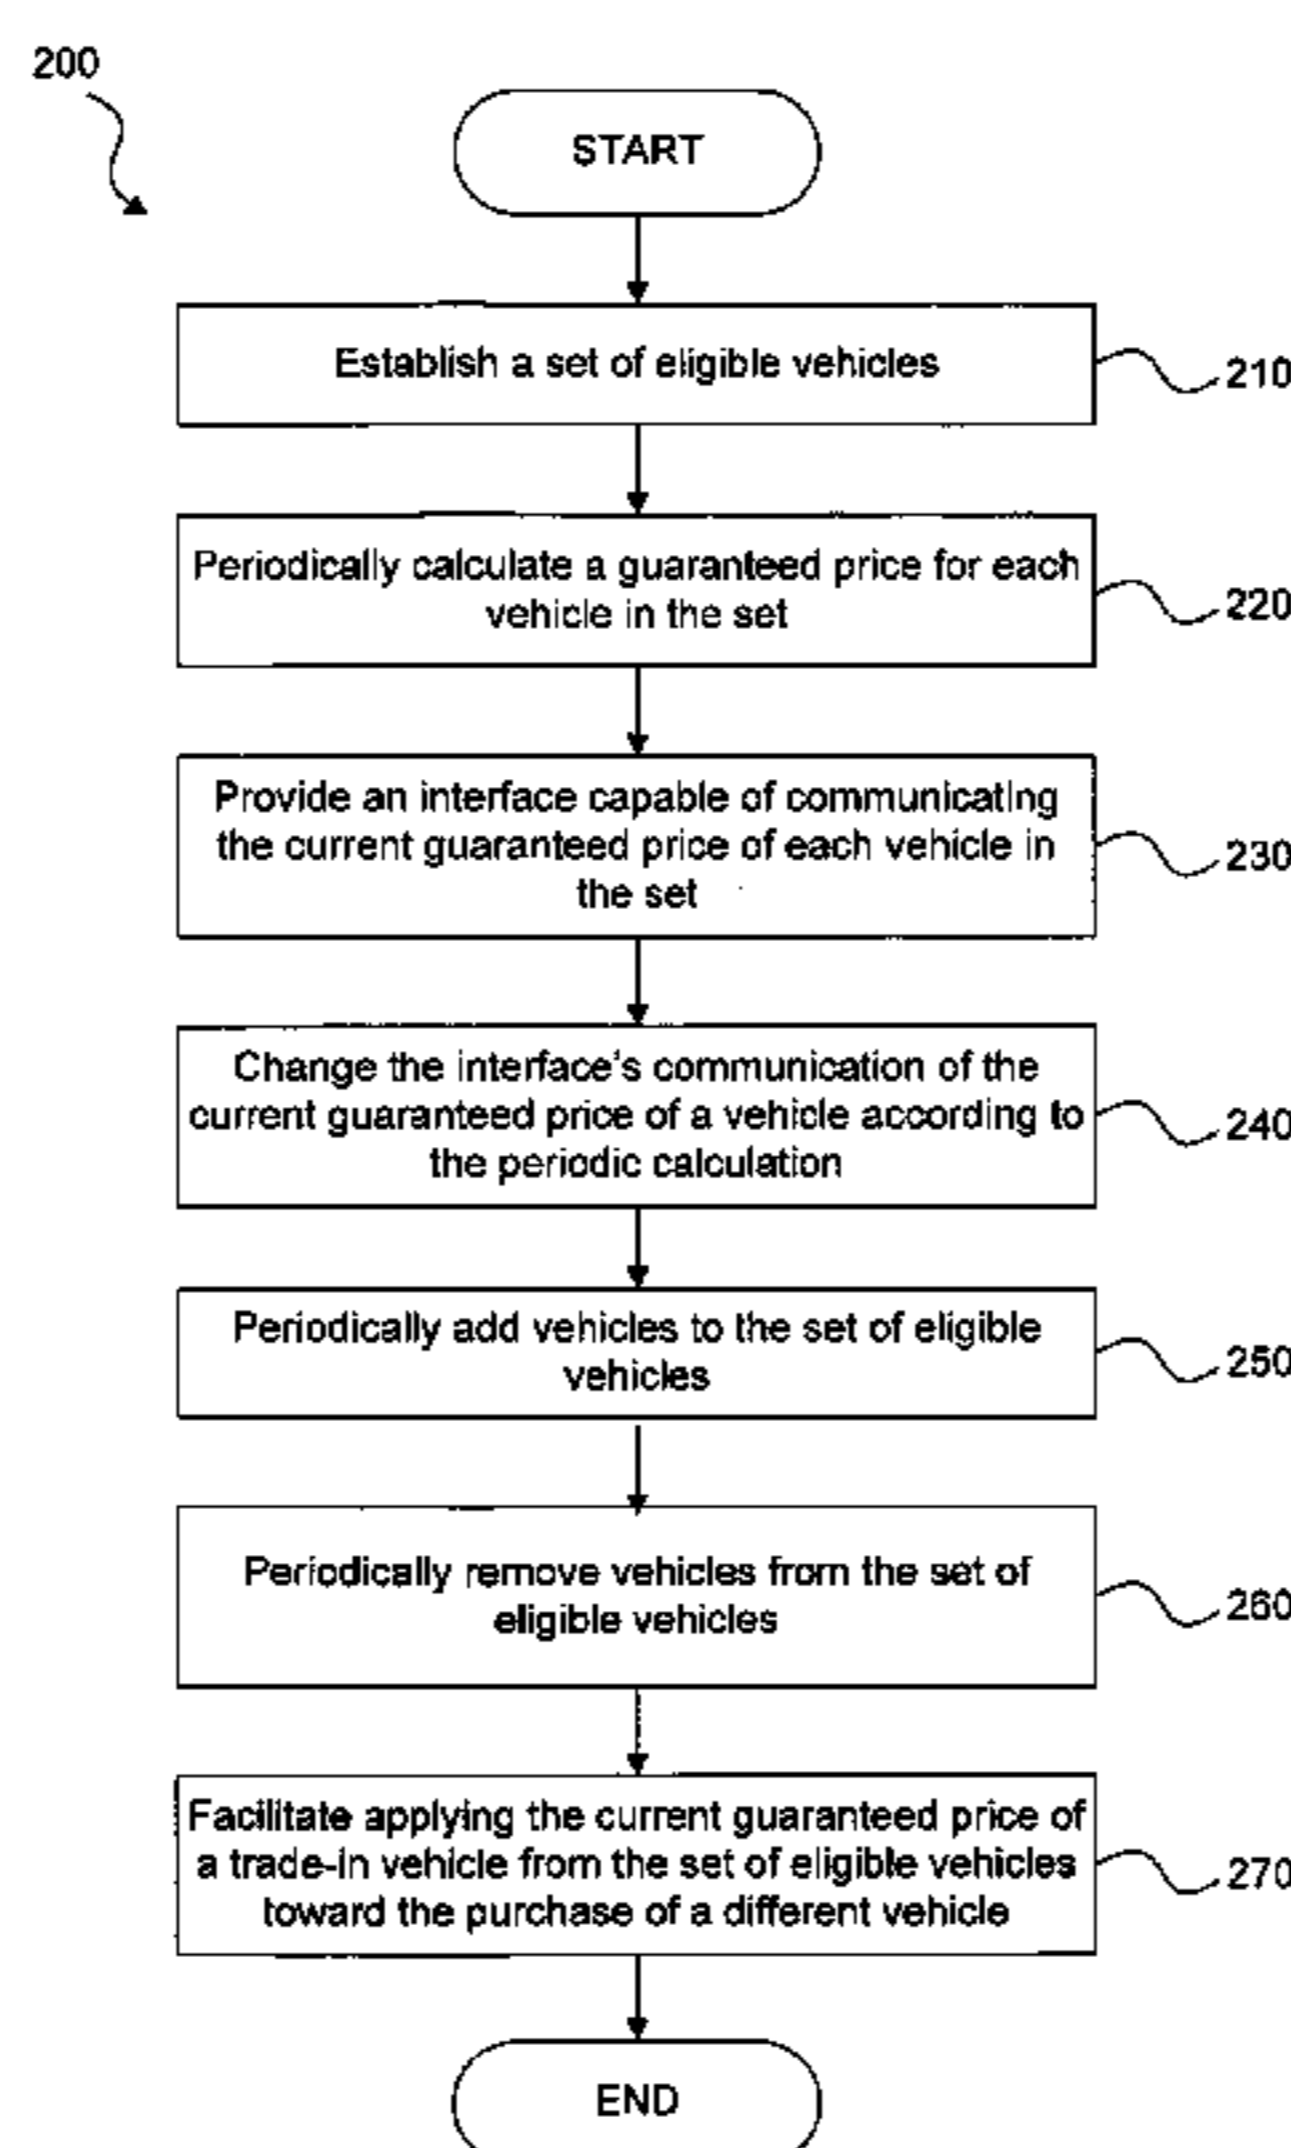 200
START
Establish a set of eligible vehicles
210
Periodically calculate a guaranteed price for each
vehicle in the set
220
Provide an interface capable of communicating
the current guaranteed price of each vehicle in
the set
230
Change the interface's communication of the
current guaranteed price of a vehicle according to
the periodic calculation
240
Periodically add vehicles to the set of eligible
vehicles
250
Periodically remove vehicles from the set of
eligible vehicles
260
Facilitate applying the current guaranteed price of
a trade-in vehicle from the set of eligible vehicles
toward the purchase of a different vehicle
270
END